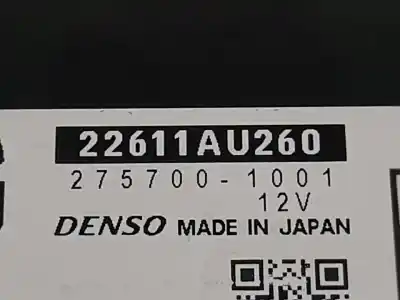 22611AU260
275700-1001
12V
DENSO MADE IN JAPAN